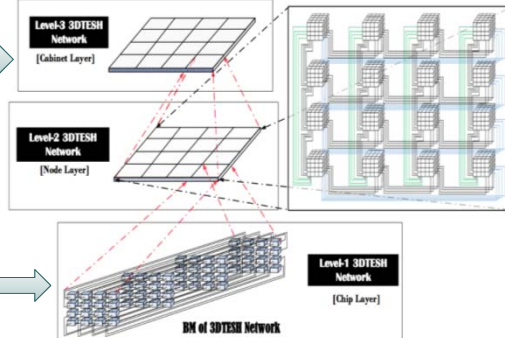 Level-3 3DTESH
Network
[Cabinet Layer]
Level-2 3DTESH
Network
[Node Layer]
Level-1 3DTESH
Network
[Chip Layer]
BM of 3DTESH Network